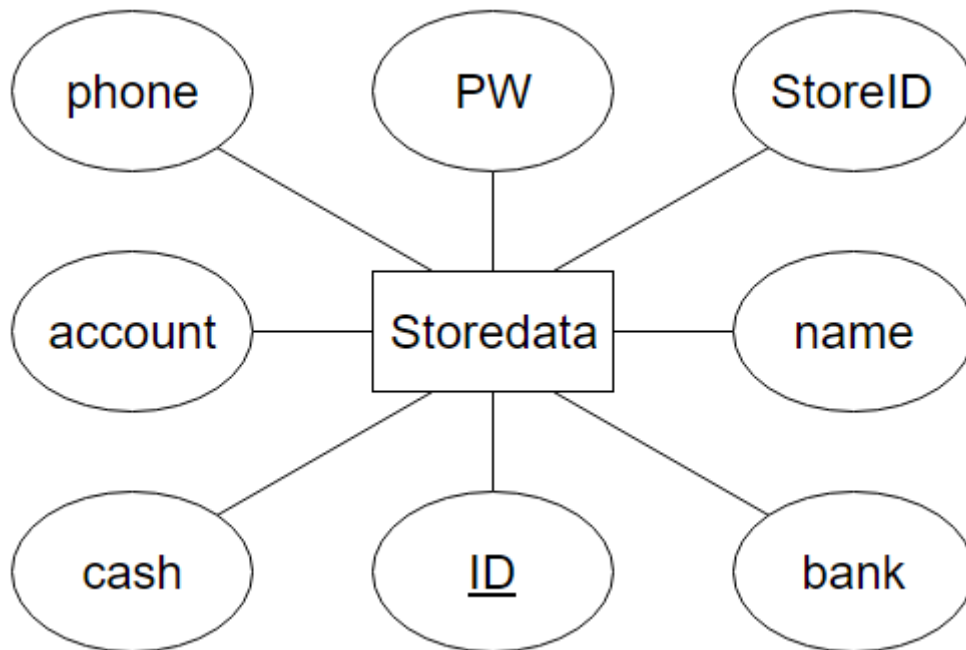 phone
PW
StoreID
account
Storedata
name
cash
ID
bank